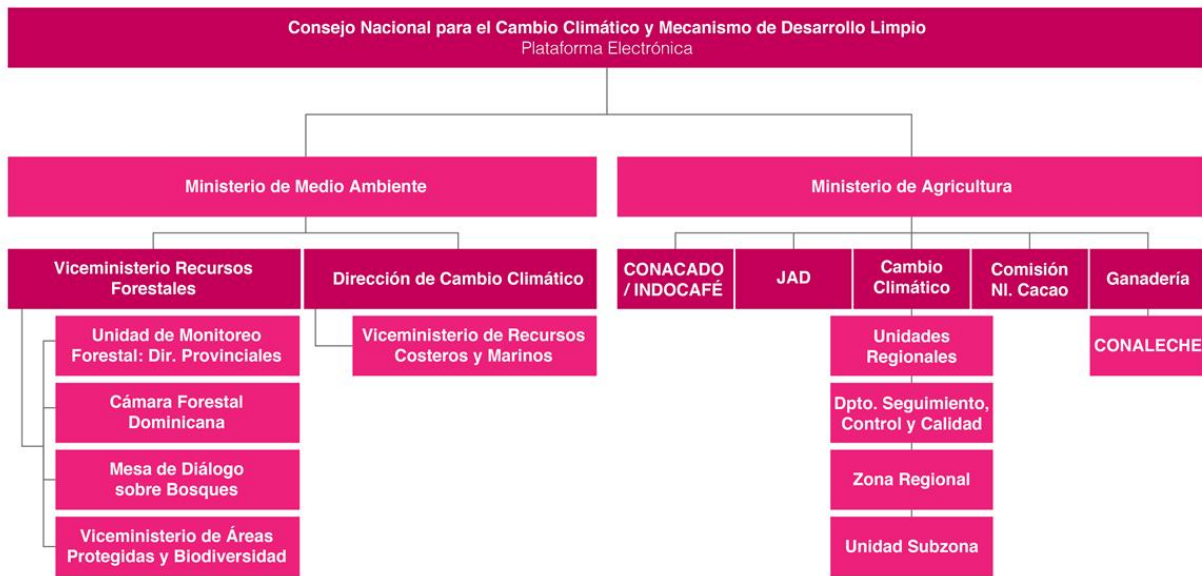 Consejo Nacional para el Cambio Climático y Mecanismo de Desarrollo Limpio
Plataforma Electrónica
Ministerio de Medio Ambiente
Ministerio de Agricultura
Viceministerio Recursos
Forestales
Dirección de Cambio Climático
CONACADO
/ INDOCAFÉ
JAD
Cambio
Climático
Comisión
Nl. Cacao
Ganadería
Unidad de Monitoreo
Forestal: Dir. Provinciales
Cámara Forestal
Dominicana
Mesa de Diálogo
sobre Bosques
Viceministerio de Áreas
Protegidas y Biodiversidad
Viceministerio de Recursos
Costeros y Marinos
Unidades
Regionales
Dpto. Seguimiento,
Control y Calidad
Zona Regional
Unidad Subzona
CONALECHE